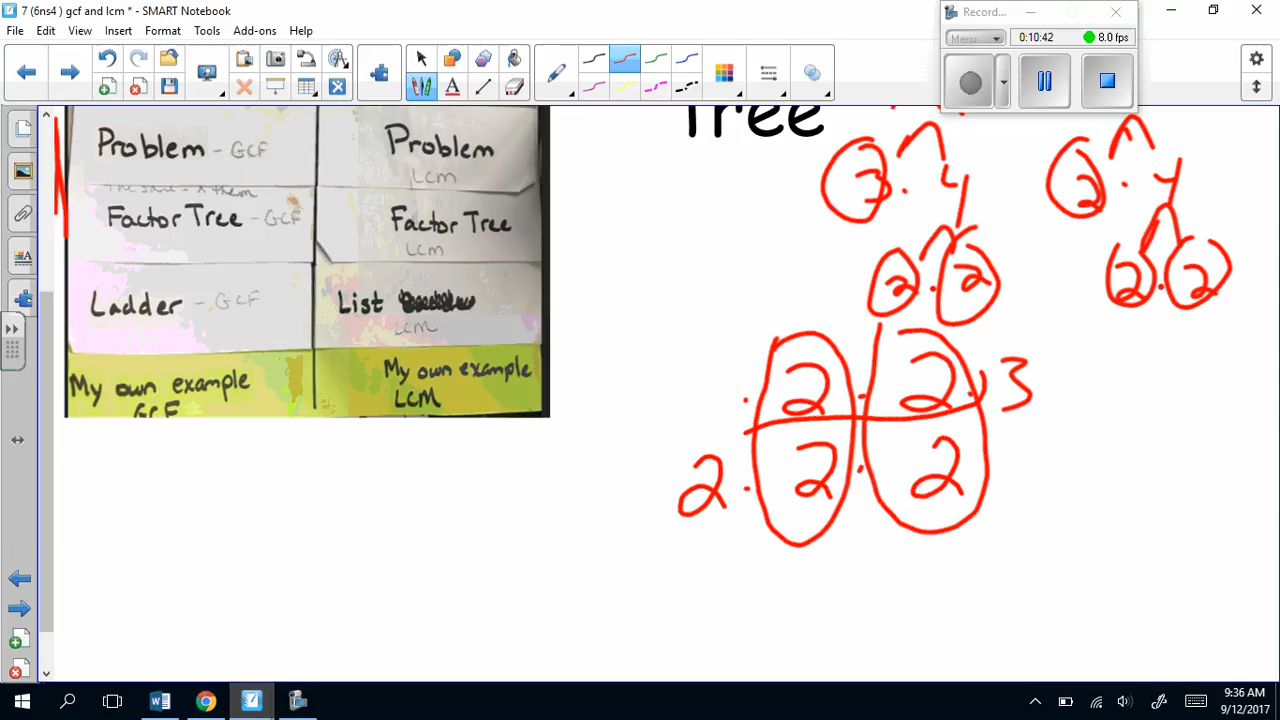 7 (6ns4 ) gcf and lcm * - SMART Notebook
Record...
File Edit View Insert Format Tools Add-ons Help
Menu 0:10:42 8.0 fps
Tree
Problem - GCF
Problem
LCM
The same = x them
Factor Tree - GCF
Factor Tree
LCM
Ladder - GCF
List
LCM
My own example
GCF
My own example
LCM
3 . 4
2 . 4
2 . 2
2 . 2
. 2 . 2 . 3
2 . 2 . 2
9:36 AM
9/12/2017